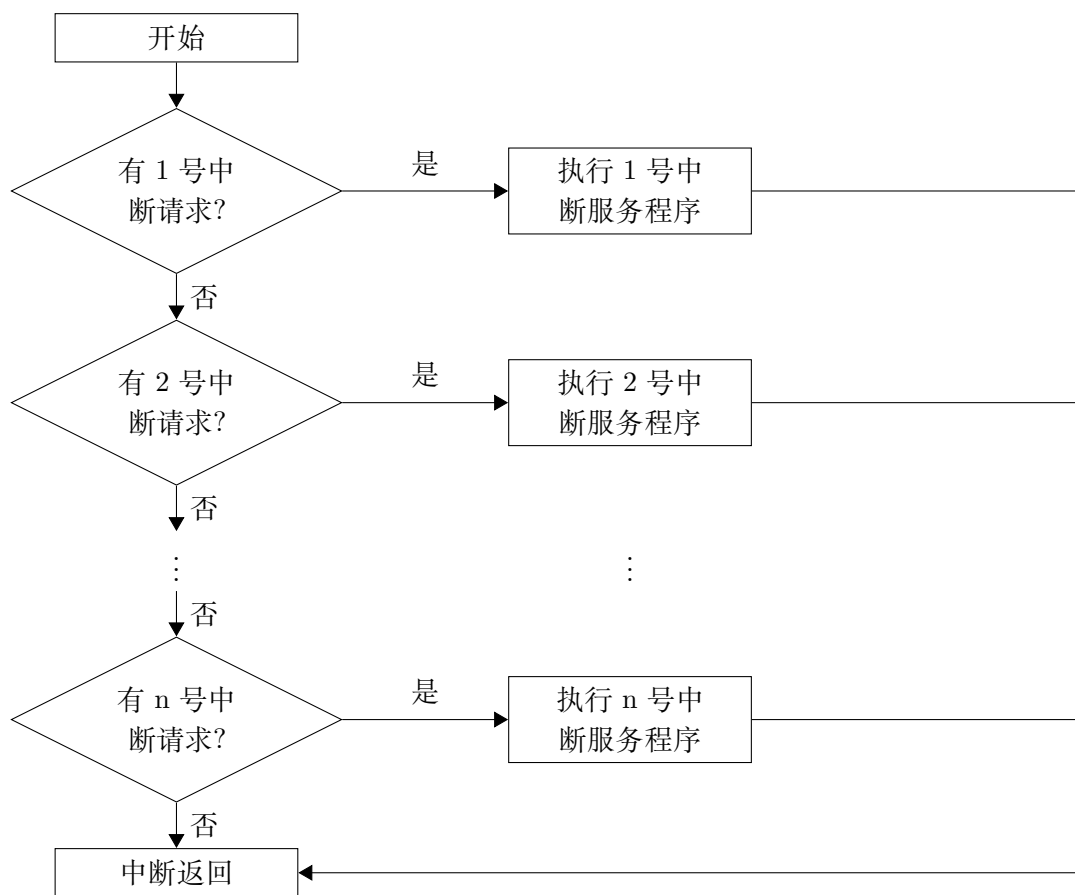 开始
有 1 号中
断请求?
是
执行 1 号中
断服务程序
否
有 2 号中
断请求?
是
执行 2 号中
断服务程序
否
⋮
⋮
否
有 n 号中
断请求?
是
执行 n 号中
断服务程序
否
中断返回